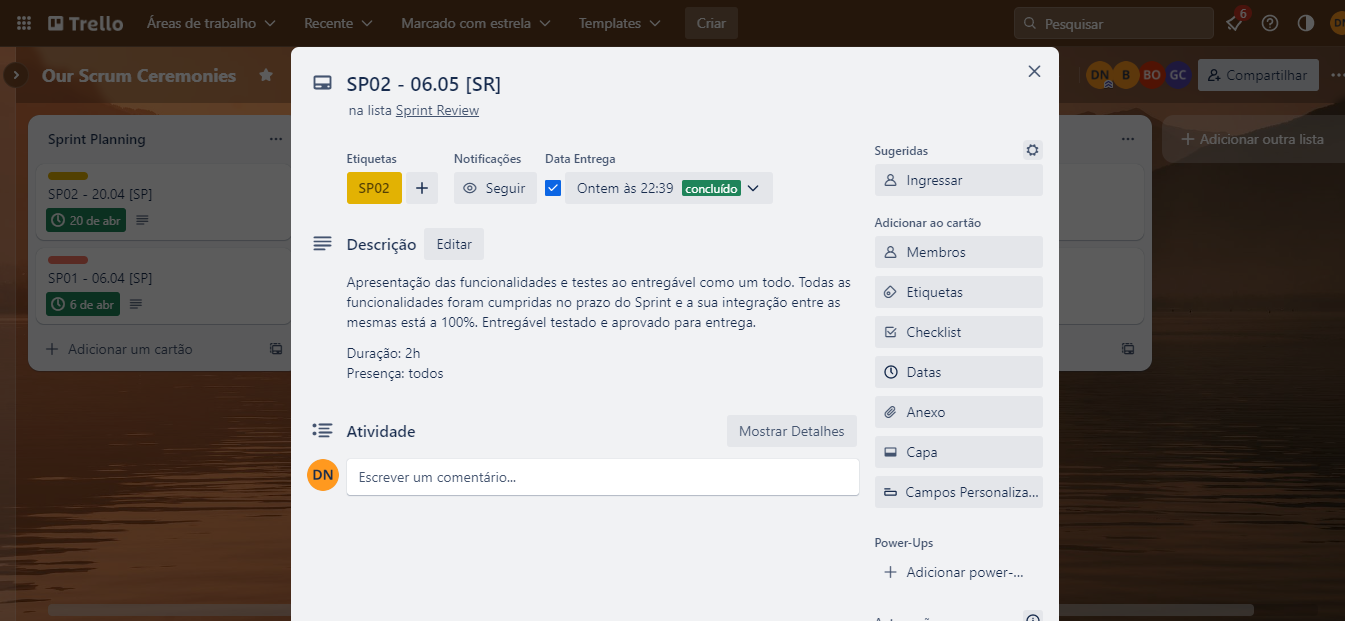 Trello
Áreas de trabalho
Recente
Marcado com estrela
Templates
Criar
Pesquisar
6
DN
Our Scrum Ceremonies
DN
B
BO
GC
Compartilhar
Sprint Planning
SP02 - 20.04 [SP]
20 de abr
SP01 - 06.04 [SP]
6 de abr
Adicionar um cartão
Adicionar outra lista
SP02 - 06.05 [SR]
na lista Sprint Review
Etiquetas
SP02
Notificações
Seguir
Data Entrega
Ontem às 22:39 concluído
Descrição
Editar
Apresentação das funcionalidades e testes ao entregável como um todo. Todas as
funcionalidades foram cumpridas no prazo do Sprint e a sua integração entre as
mesmas está a 100%. Entregável testado e aprovado para entrega.
Duração: 2h
Presença: todos
Atividade
Mostrar Detalhes
DN
Escrever um comentário...
Sugeridas
Ingressar
Adicionar ao cartão
Membros
Etiquetas
Checklist
Datas
Anexo
Capa
Campos Personaliza...
Power-Ups
Adicionar power-...